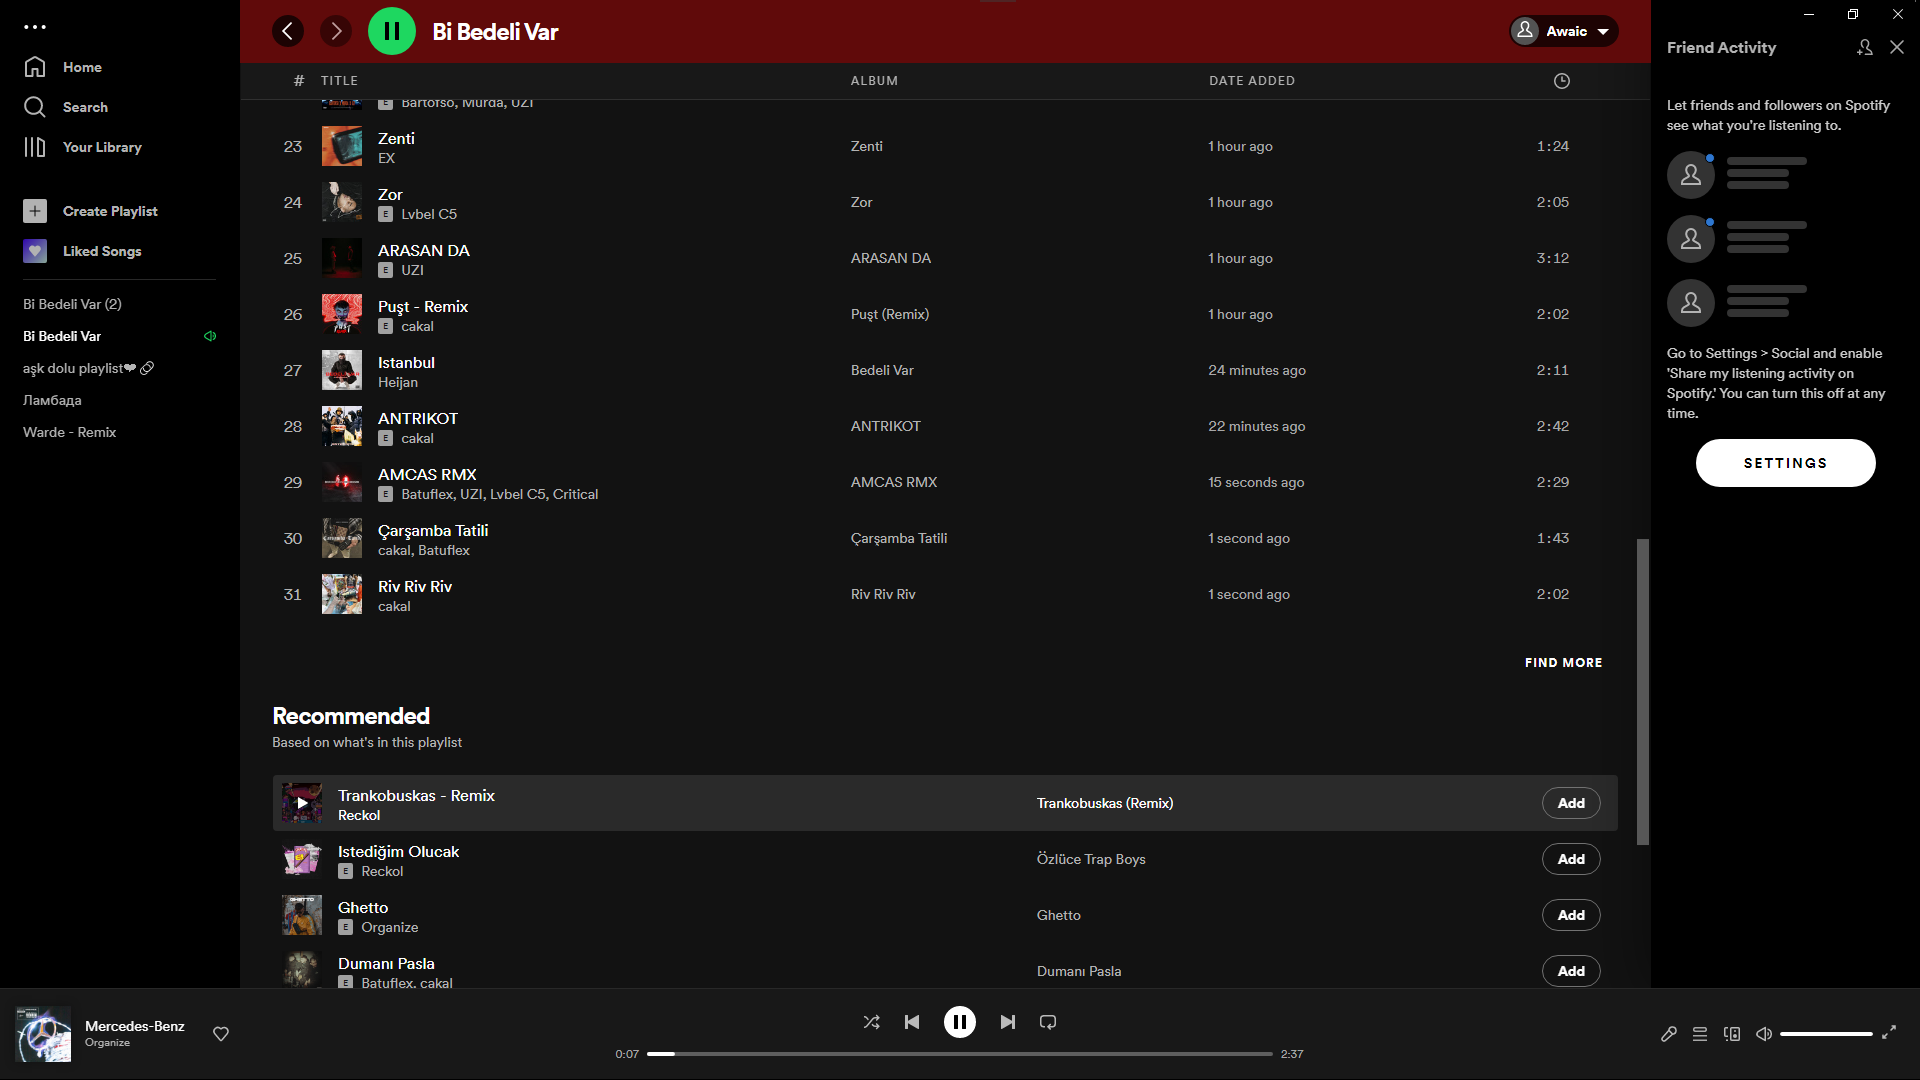 Home
Search
Your Library
Create Playlist
Liked Songs
Bi Bedeli Var (2)
Bi Bedeli Var
aşk dolu playlist❤🔗
Ламбада
Warde - Remix
Bi Bedeli Var
Awaic
# TITLE ALBUM DATE ADDED
E Bartofso, Murda, UZI
23 Zenti Zenti 1 hour ago 1:24
EX
24 Zor Zor 1 hour ago 2:05
E Lvbel C5
25 ARASAN DA ARASAN DA 1 hour ago 3:12
E UZI
26 Puşt - Remix Puşt (Remix) 1 hour ago 2:02
E cakal
27 Istanbul Bedeli Var 24 minutes ago 2:11
Heijan
28 ANTRIKOT ANTRIKOT 22 minutes ago 2:42
E cakal
29 AMCAS RMX AMCAS RMX 15 seconds ago 2:29
E Batuflex, UZI, Lvbel C5, Critical
30 Çarşamba Tatili Çarşamba Tatili 1 second ago 1:43
cakal, Batuflex
31 Riv Riv Riv Riv Riv Riv 1 second ago 2:02
cakal
FIND MORE
Recommended
Based on what's in this playlist
Trankobuskas - Remix Trankobuskas (Remix) Add
Reckol
Istediğim Olucak Özlüce Trap Boys Add
E Reckol
Ghetto Ghetto Add
E Organize
Dumanı Pasla Dumanı Pasla Add
E Batuflex, cakal
Friend Activity
Let friends and followers on Spotify
see what you're listening to.
Go to Settings > Social and enable
'Share my listening activity on
Spotify.' You can turn this off at any
time.
SETTINGS
Mercedes-Benz
Organize
0:07 2:37